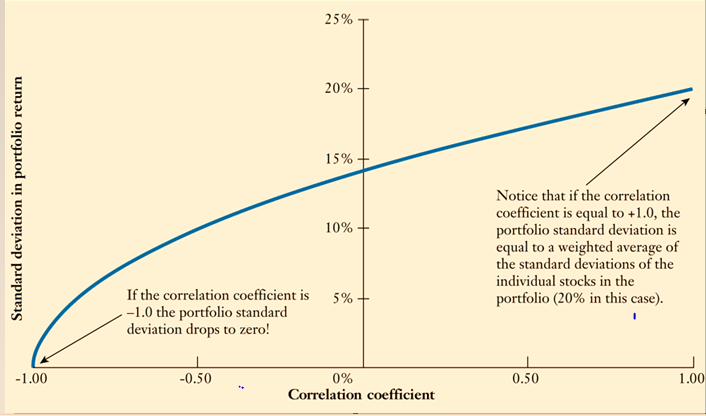 25%
Standard deviation in portfolio return
20%
15%
Notice that if the correlation
coefficient is equal to +1.0, the
portfolio standard deviation is
equal to a weighted average of
the standard deviations of the
individual stocks in the
portfolio (20% in this case).
10%
If the correlation coefficient is
–1.0 the portfolio standard
deviation drops to zero!
5%
-1.00
-0.50
0%
0.50
1.00
Correlation coefficient